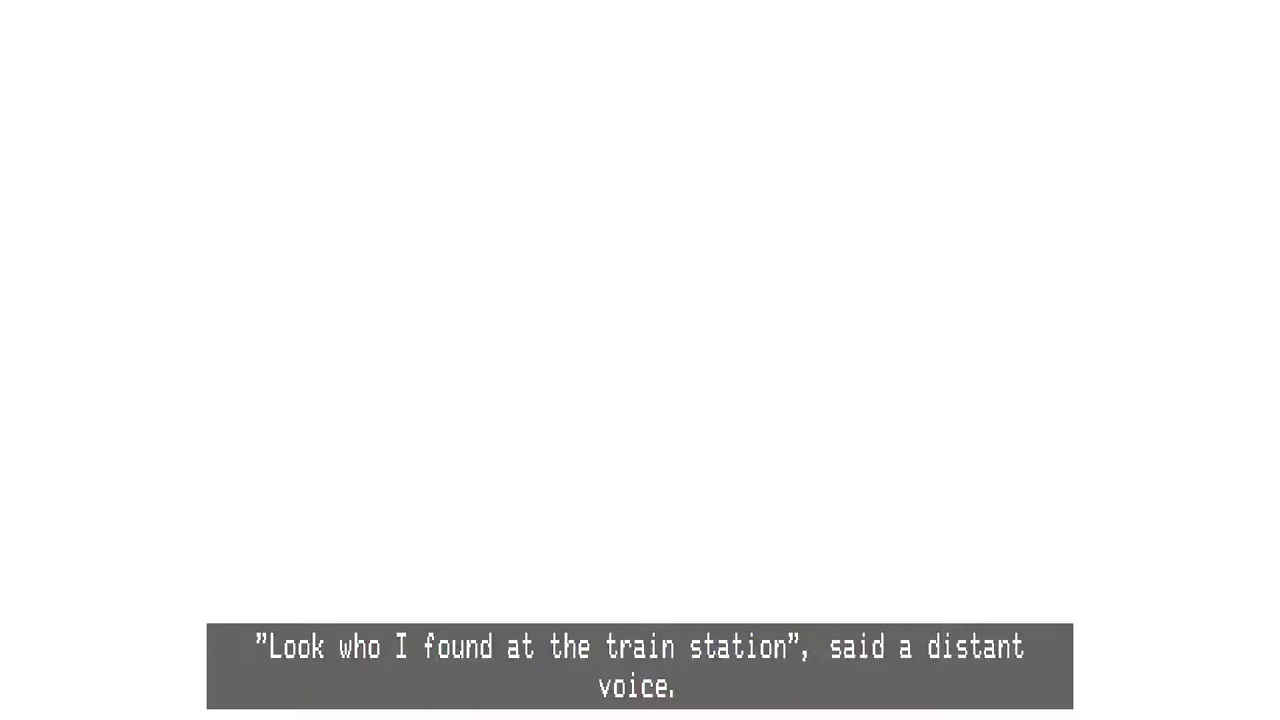 ”Look who I found at the train station”, said a distant
voice.